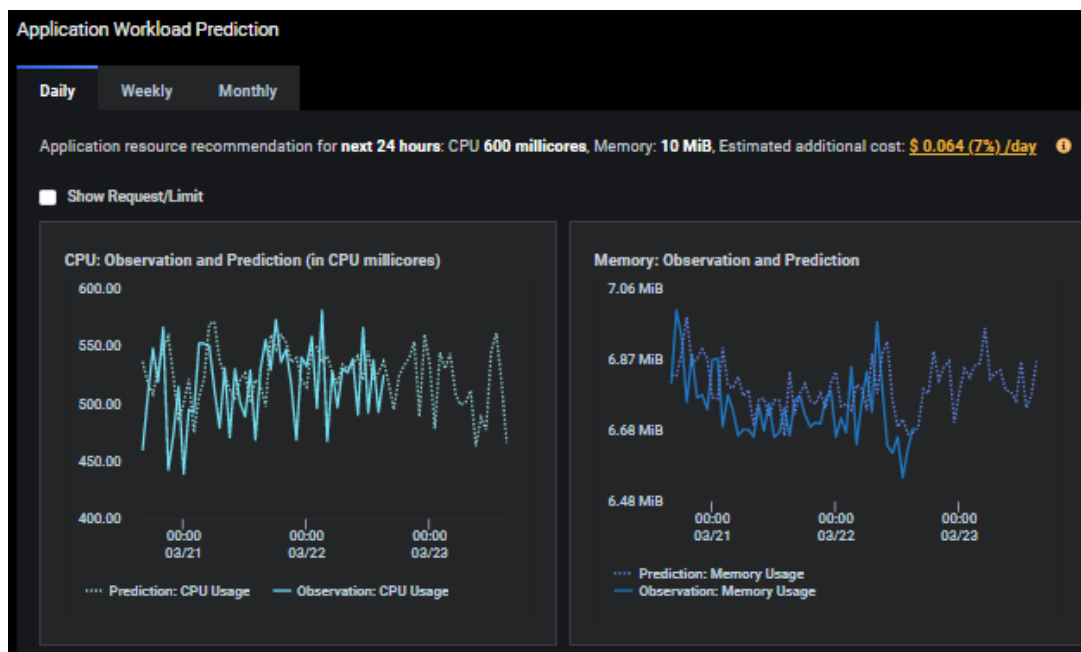 Application Workload Prediction
Daily Weekly Monthly
Application resource recommendation for next 24 hours: CPU 600 millicores, Memory: 10 MiB, Estimated additional cost: $ 0.064 (7%) /day
Show Request/Limit
CPU: Observation and Prediction (in CPU millicores)
600.00
550.00
500.00
450.00
400.00
00:00 00:00 00:00
03/21 03/22 03/23
Prediction: CPU Usage Observation: CPU Usage
Memory: Observation and Prediction
7.06 MiB
6.87 MiB
6.68 MiB
6.48 MiB
00:00 00:00 00:00
03/21 03/22 03/23
Prediction: Memory Usage
Observation: Memory Usage